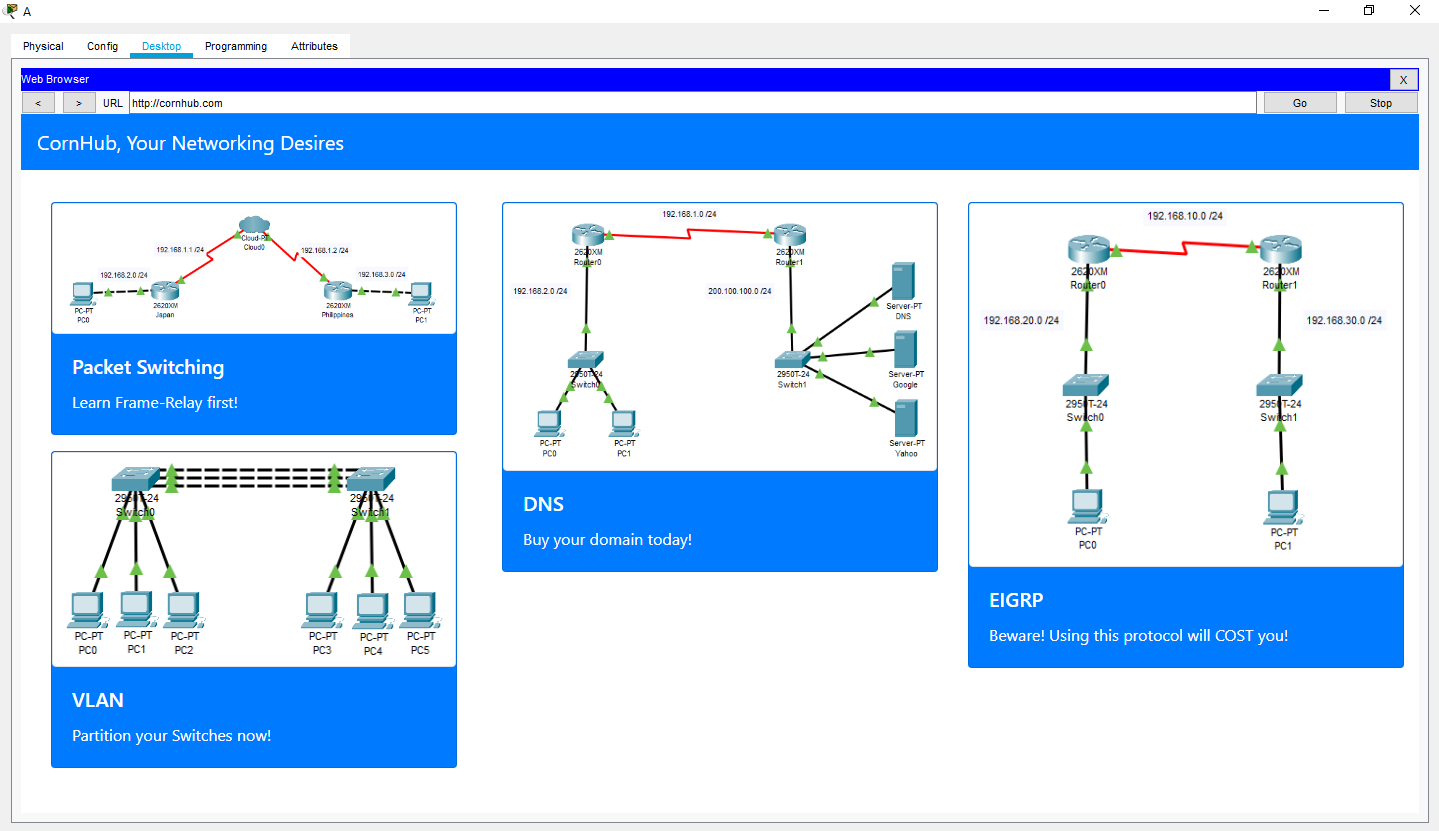 A
Physical Config Desktop Programming Attributes
Web Browser
X
< > URL http://cornhub.com Go Stop
CornHub, Your Networking Desires
Cloud-PT
Cloud0
192.168.1.1 /24
192.168.1.2 /24
192.168.2.0 /24
192.168.3.0 /24
PC-PT
PC0
2620XM
Japan
2620XM
Philippines
PC-PT
PC1
Packet Switching
Learn Frame-Relay first!
2950T-24
Switch0
2950T-24
Switch1
PC-PT
PC0
PC-PT
PC1
PC-PT
PC2
PC-PT
PC3
PC-PT
PC4
PC-PT
PC5
VLAN
Partition your Switches now!
192.168.1.0 /24
2620XM
Router0
2620XM
Router1
192.168.2.0 /24
200.100.100.0 /24
Server-PT
DNS
2950T-24
Switch0
2950T-24
Switch1
Server-PT
Google
PC-PT
PC0
PC-PT
PC1
Server-PT
Yahoo
DNS
Buy your domain today!
192.168.10.0 /24
2620XM
Router0
2620XM
Router1
192.168.20.0 /24
192.168.30.0 /24
2950T-24
Switch0
2950T-24
Switch1
PC-PT
PC0
PC-PT
PC1
EIGRP
Beware! Using this protocol will COST you!